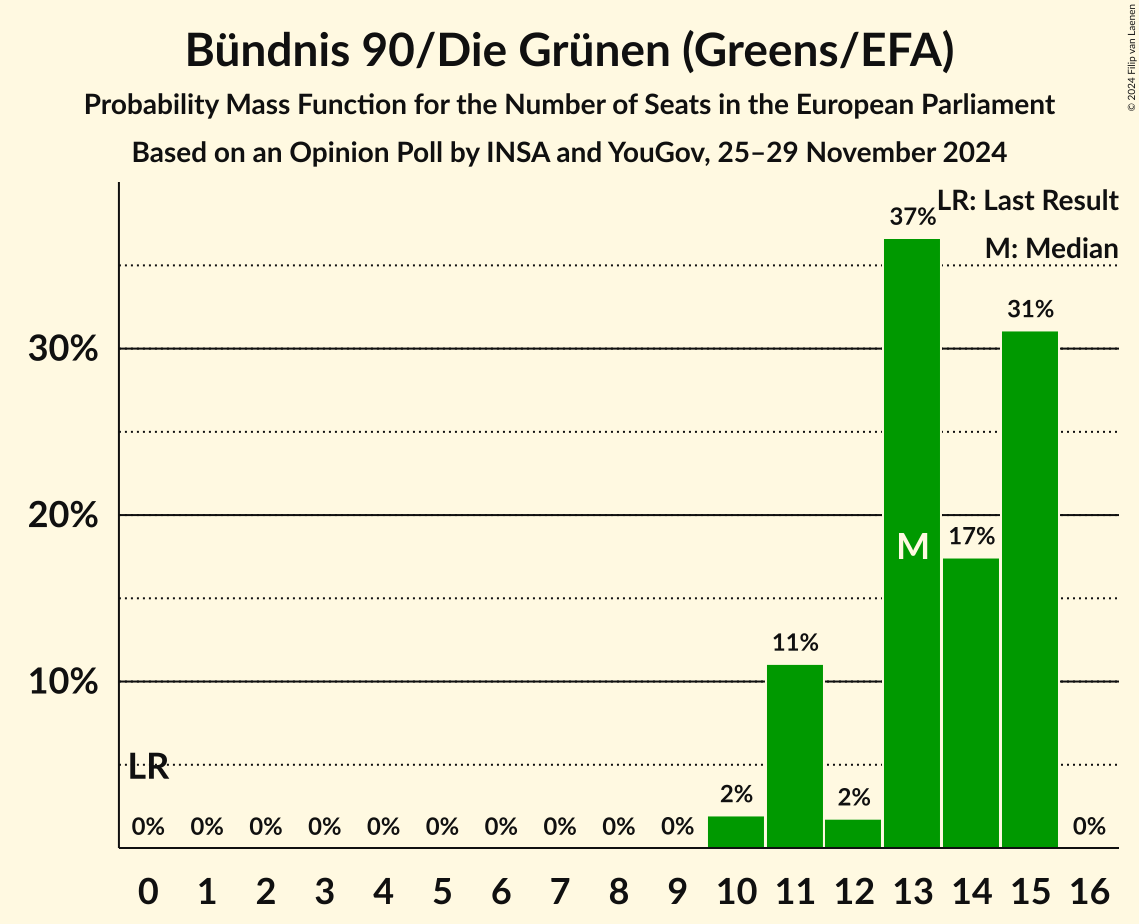 Bündnis 90/Die Grünen (Greens/EFA)
Probability Mass Function for the Number of Seats in the European Parliament
Based on an Opinion Poll by INSA and YouGov, 25–29 November 2024
© 2024 Filip van Laenen
LR: Last Result
M: Median
37%
31%
30%
20%
17%
M
11%
10%
LR
2%
2%
0% 0% 0% 0% 0% 0% 0% 0% 0% 0% 0%
0 1 2 3 4 5 6 7 8 9 10 11 12 13 14 15 16